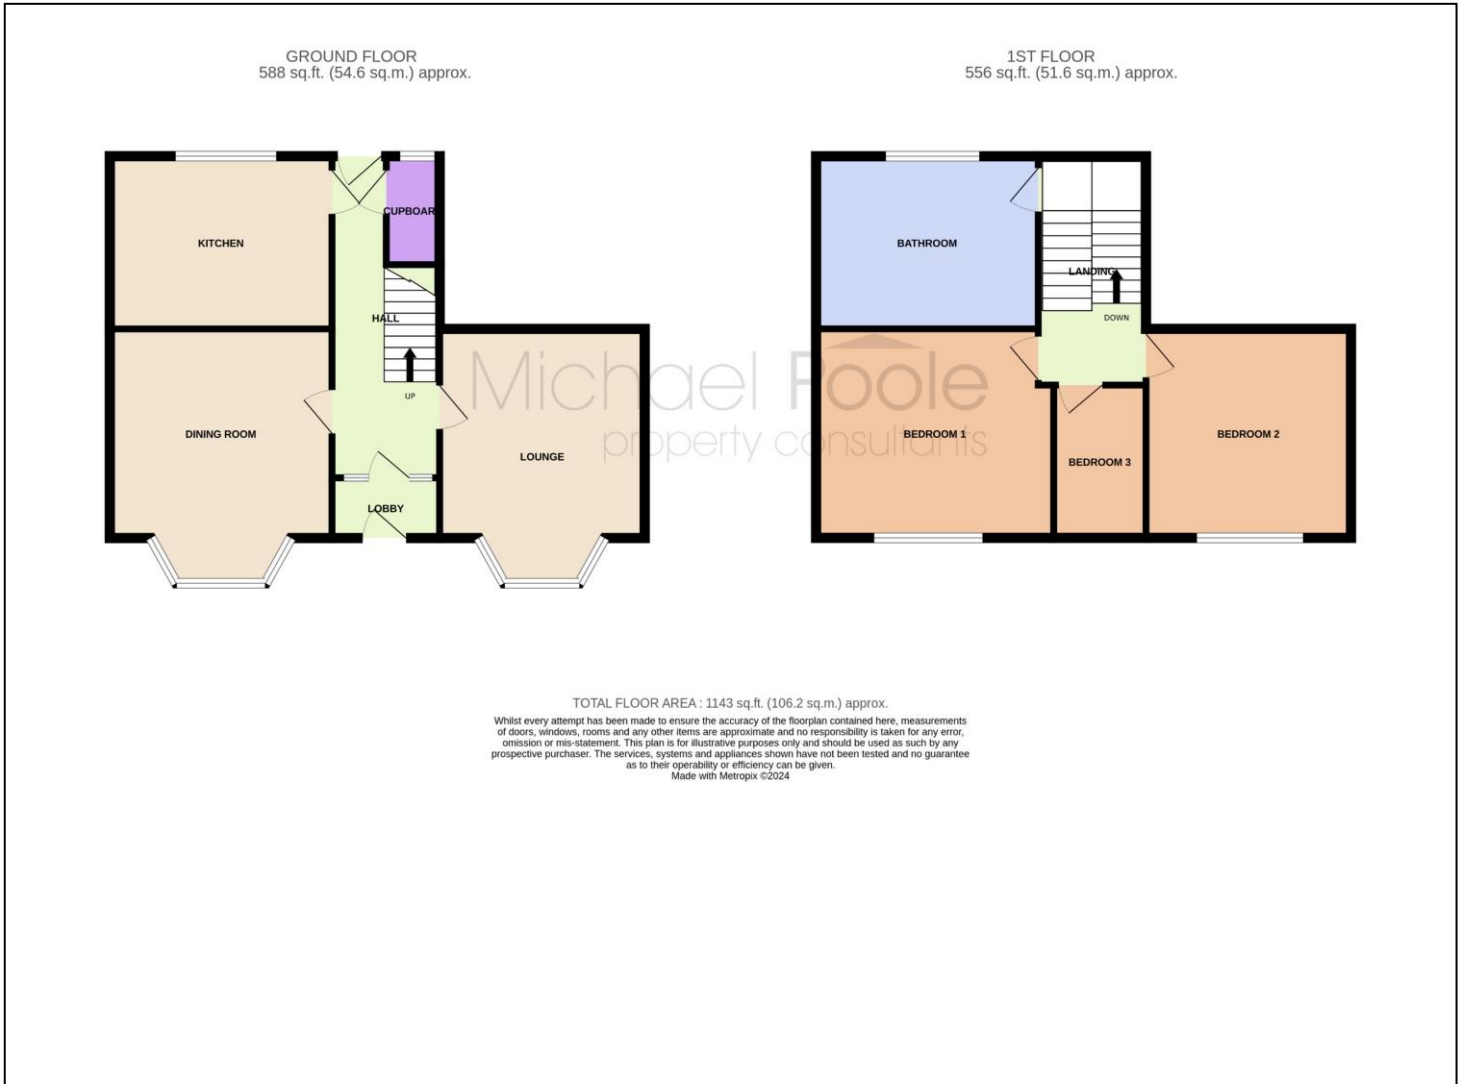 GROUND FLOOR
588 sq.ft. (54.6 sq.m.) approx.
1ST FLOOR
556 sq.ft. (51.6 sq.m.) approx.
KITCHEN
CUPBOAR
HALL
UP
DINING ROOM
LOUNGE
LOBBY
BATHROOM
LANDING
DOWN
BEDROOM 1
BEDROOM 2
BEDROOM 3
Michael Poole
property consultants
TOTAL FLOOR AREA : 1143 sq.ft. (106.2 sq.m.) approx.
Whilst every attempt has been made to ensure the accuracy of the floorplan contained here, measurements
of doors, windows, rooms and any other items are approximate and no responsibility is taken for any error,
omission or mis-statement. This plan is for illustrative purposes only and should be used as such by any
prospective purchaser. The services, systems and appliances shown have not been tested and no guarantee
as to their operability or efficiency can be given.
Made with Metropix ©2024